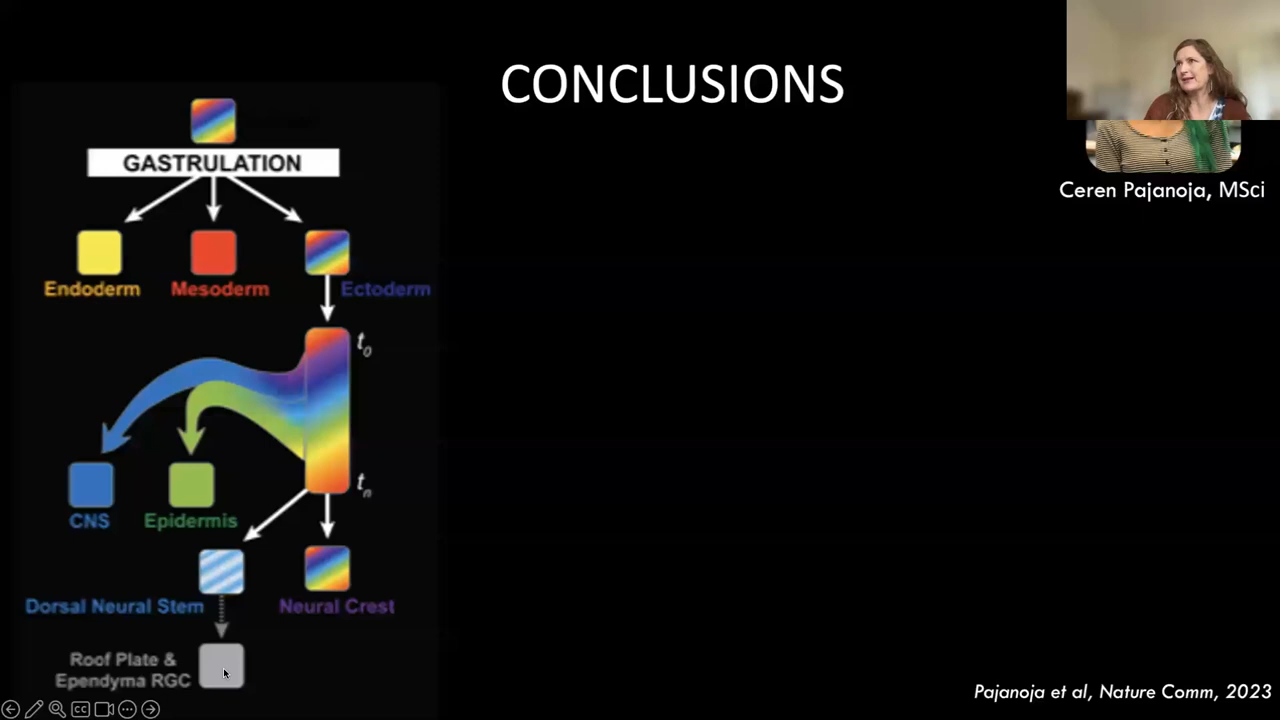 CONCLUSIONS
GASTRULATION
Endoderm
Mesoderm
Ectoderm
t0
tn
CNS
Epidermis
Dorsal Neural Stem
Neural Crest
Roof Plate &
Ependyma RGC
Ceren Pajanoja, MSci
Pajanoja et al, Nature Comm, 2023
CC